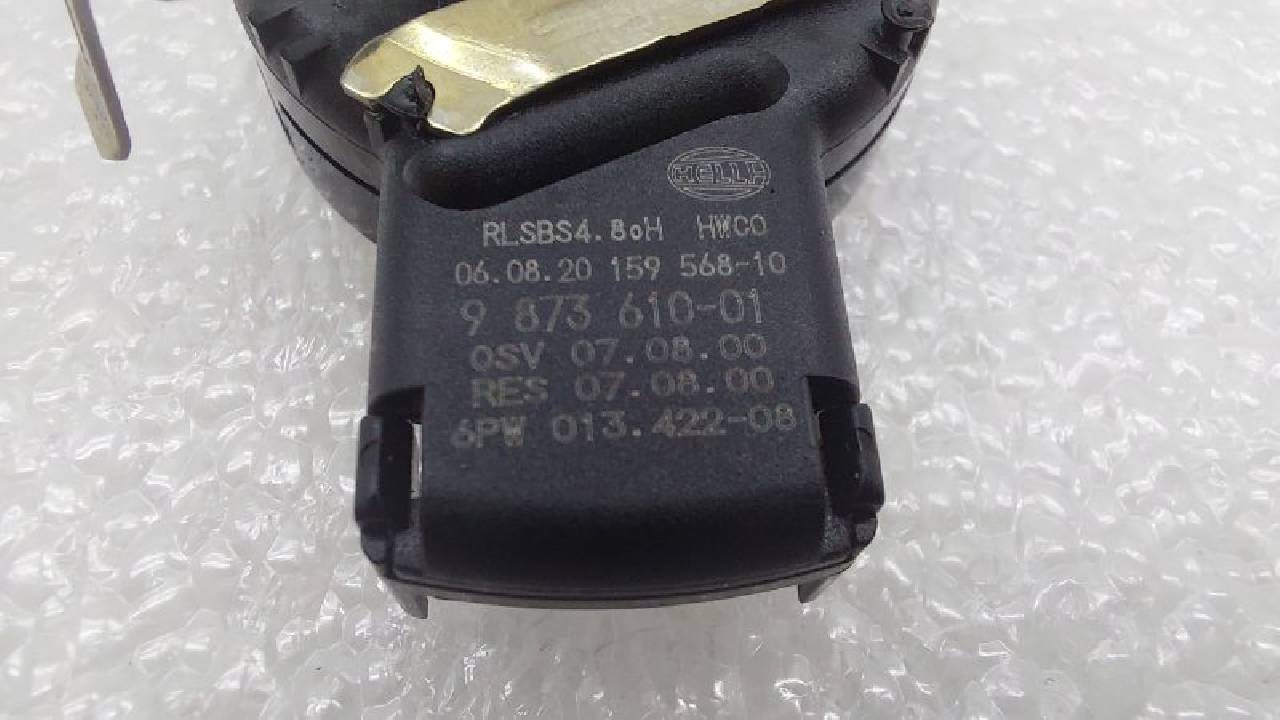 HELLA
RLSBS4.8oH HWCO
06.08.20 159 568-10
9 873 610-01
OSV 07.08.00
RES 07.08.00
6PW 013.422-08